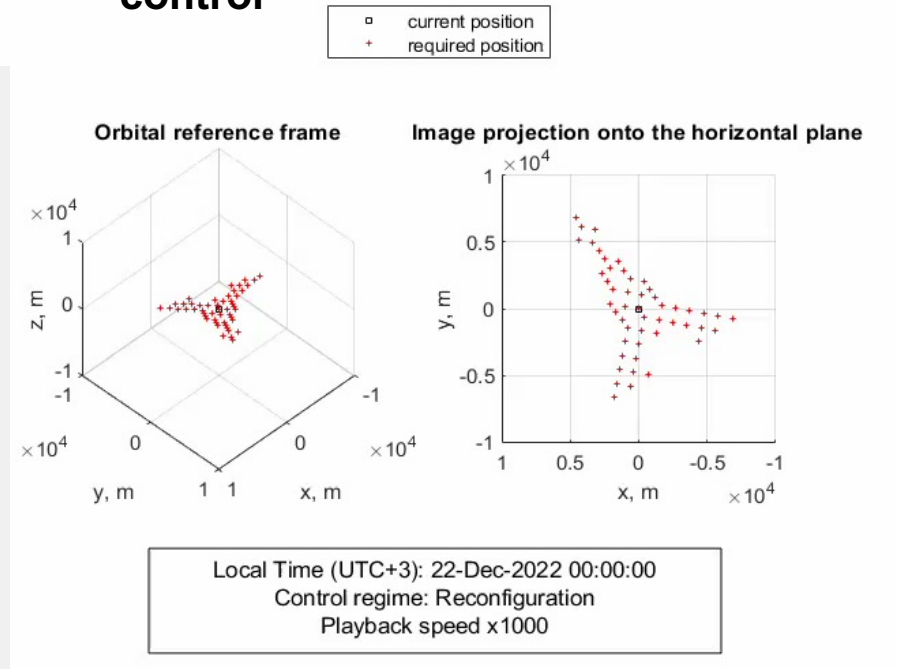 control
current position
required position
Orbital reference frame
Image projection onto the horizontal plane
×10⁴
1
0
-1
z, m
-1
0
1
y, m
×10⁴
1
0
-1
x, m
×10⁴
×10⁴
1
0.5
0
-0.5
-1
y, m
1
0.5
0
-0.5
-1
x, m
×10⁴
Local Time (UTC+3): 22-Dec-2022 00:00:00
Control regime: Reconfiguration
Playback speed x1000